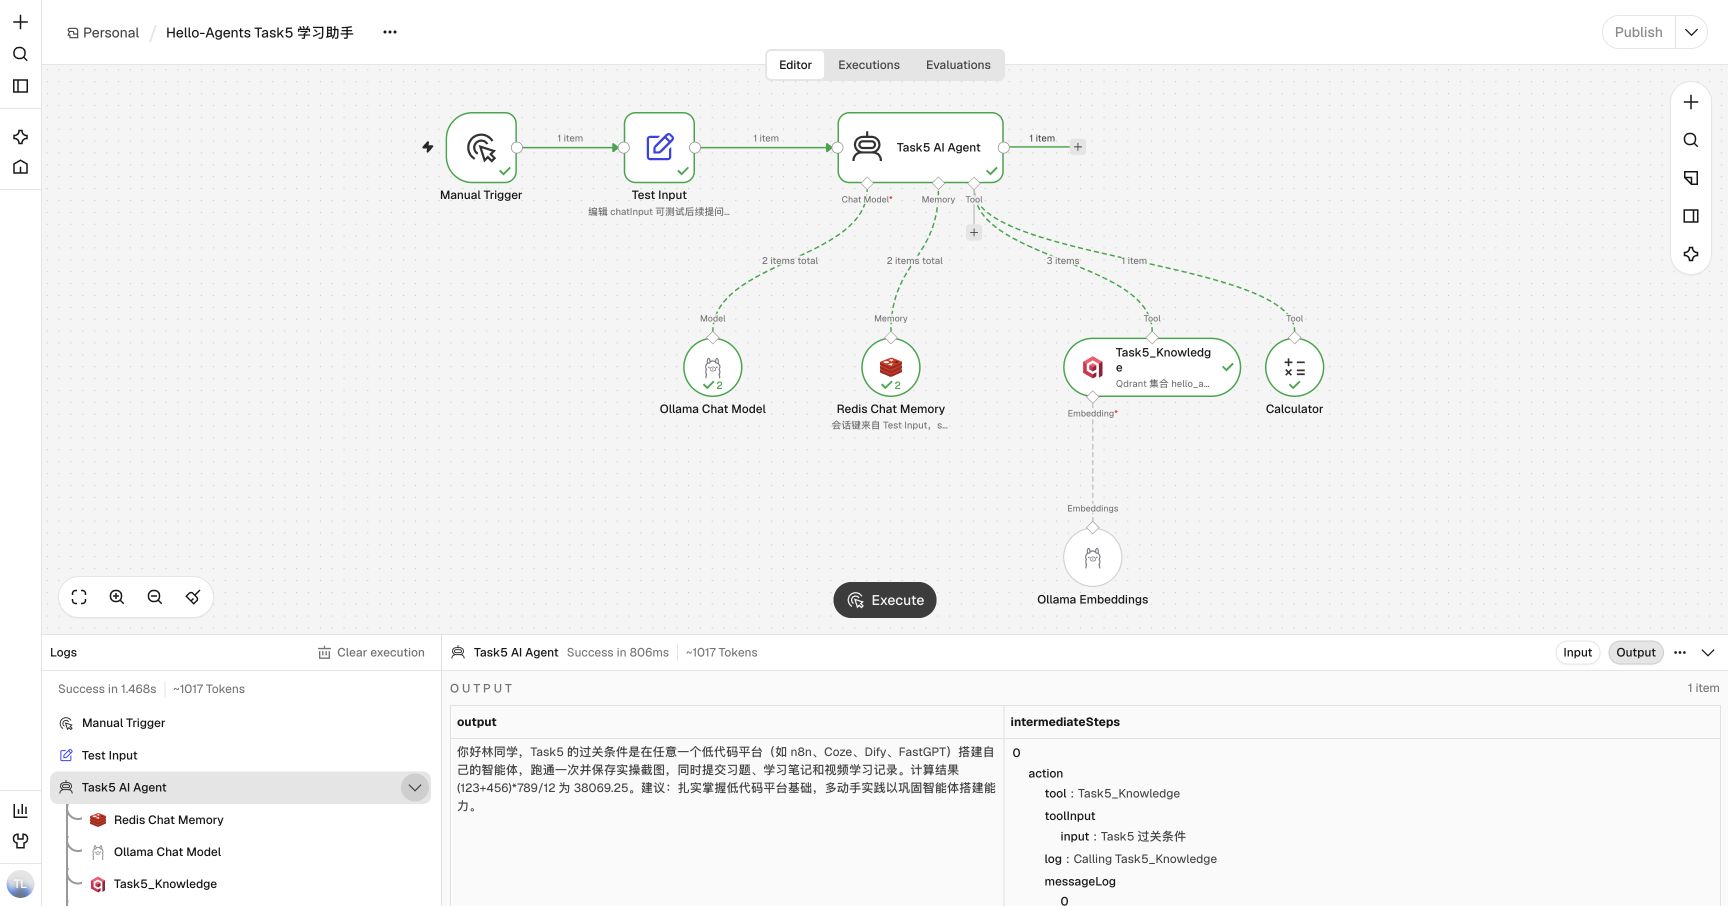 Personal / Hello-Agents Task5 学习助手 ...
Publish
Editor Executions Evaluations
1 item 1 item 1 item
Task5 AI Agent
Manual Trigger Test Input
编辑 chatInput 可测试后续提问...
Chat Model* Memory Tool
2 items total 2 items total 3 items 1 item
Model Memory Tool Tool
Task5_Knowledg
e
Qdrant 集合 hello_a...
2 2
Ollama Chat Model Redis Chat Memory Calculator
会话键来自 Test Input，s...
Embedding*
Embeddings
Ollama Embeddings
Execute
Logs
Clear execution
Success in 1.468s ~1017 Tokens
Manual Trigger
Test Input
Task5 AI Agent
Redis Chat Memory
Ollama Chat Model
Task5_Knowledge
TL
Task5 AI Agent Success in 806ms ~1017 Tokens
Input Output ...
OUTPUT 1 item
output
你好林同学，Task5 的过关条件是在任意一个低代码平台（如 n8n、Coze、Dify、FastGPT）搭建自
己的智能体，跑通一次并保存实操截图，同时提交习题、学习笔记和视频学习记录。计算结果
(123+456)*789/12 为 38069.25。建议：扎实掌握低代码平台基础，多动手实践以巩固智能体搭建能
力。
intermediateSteps
0
action
tool : Task5_Knowledge
toolInput
input : Task5 过关条件
log : Calling Task5_Knowledge
messageLog
0